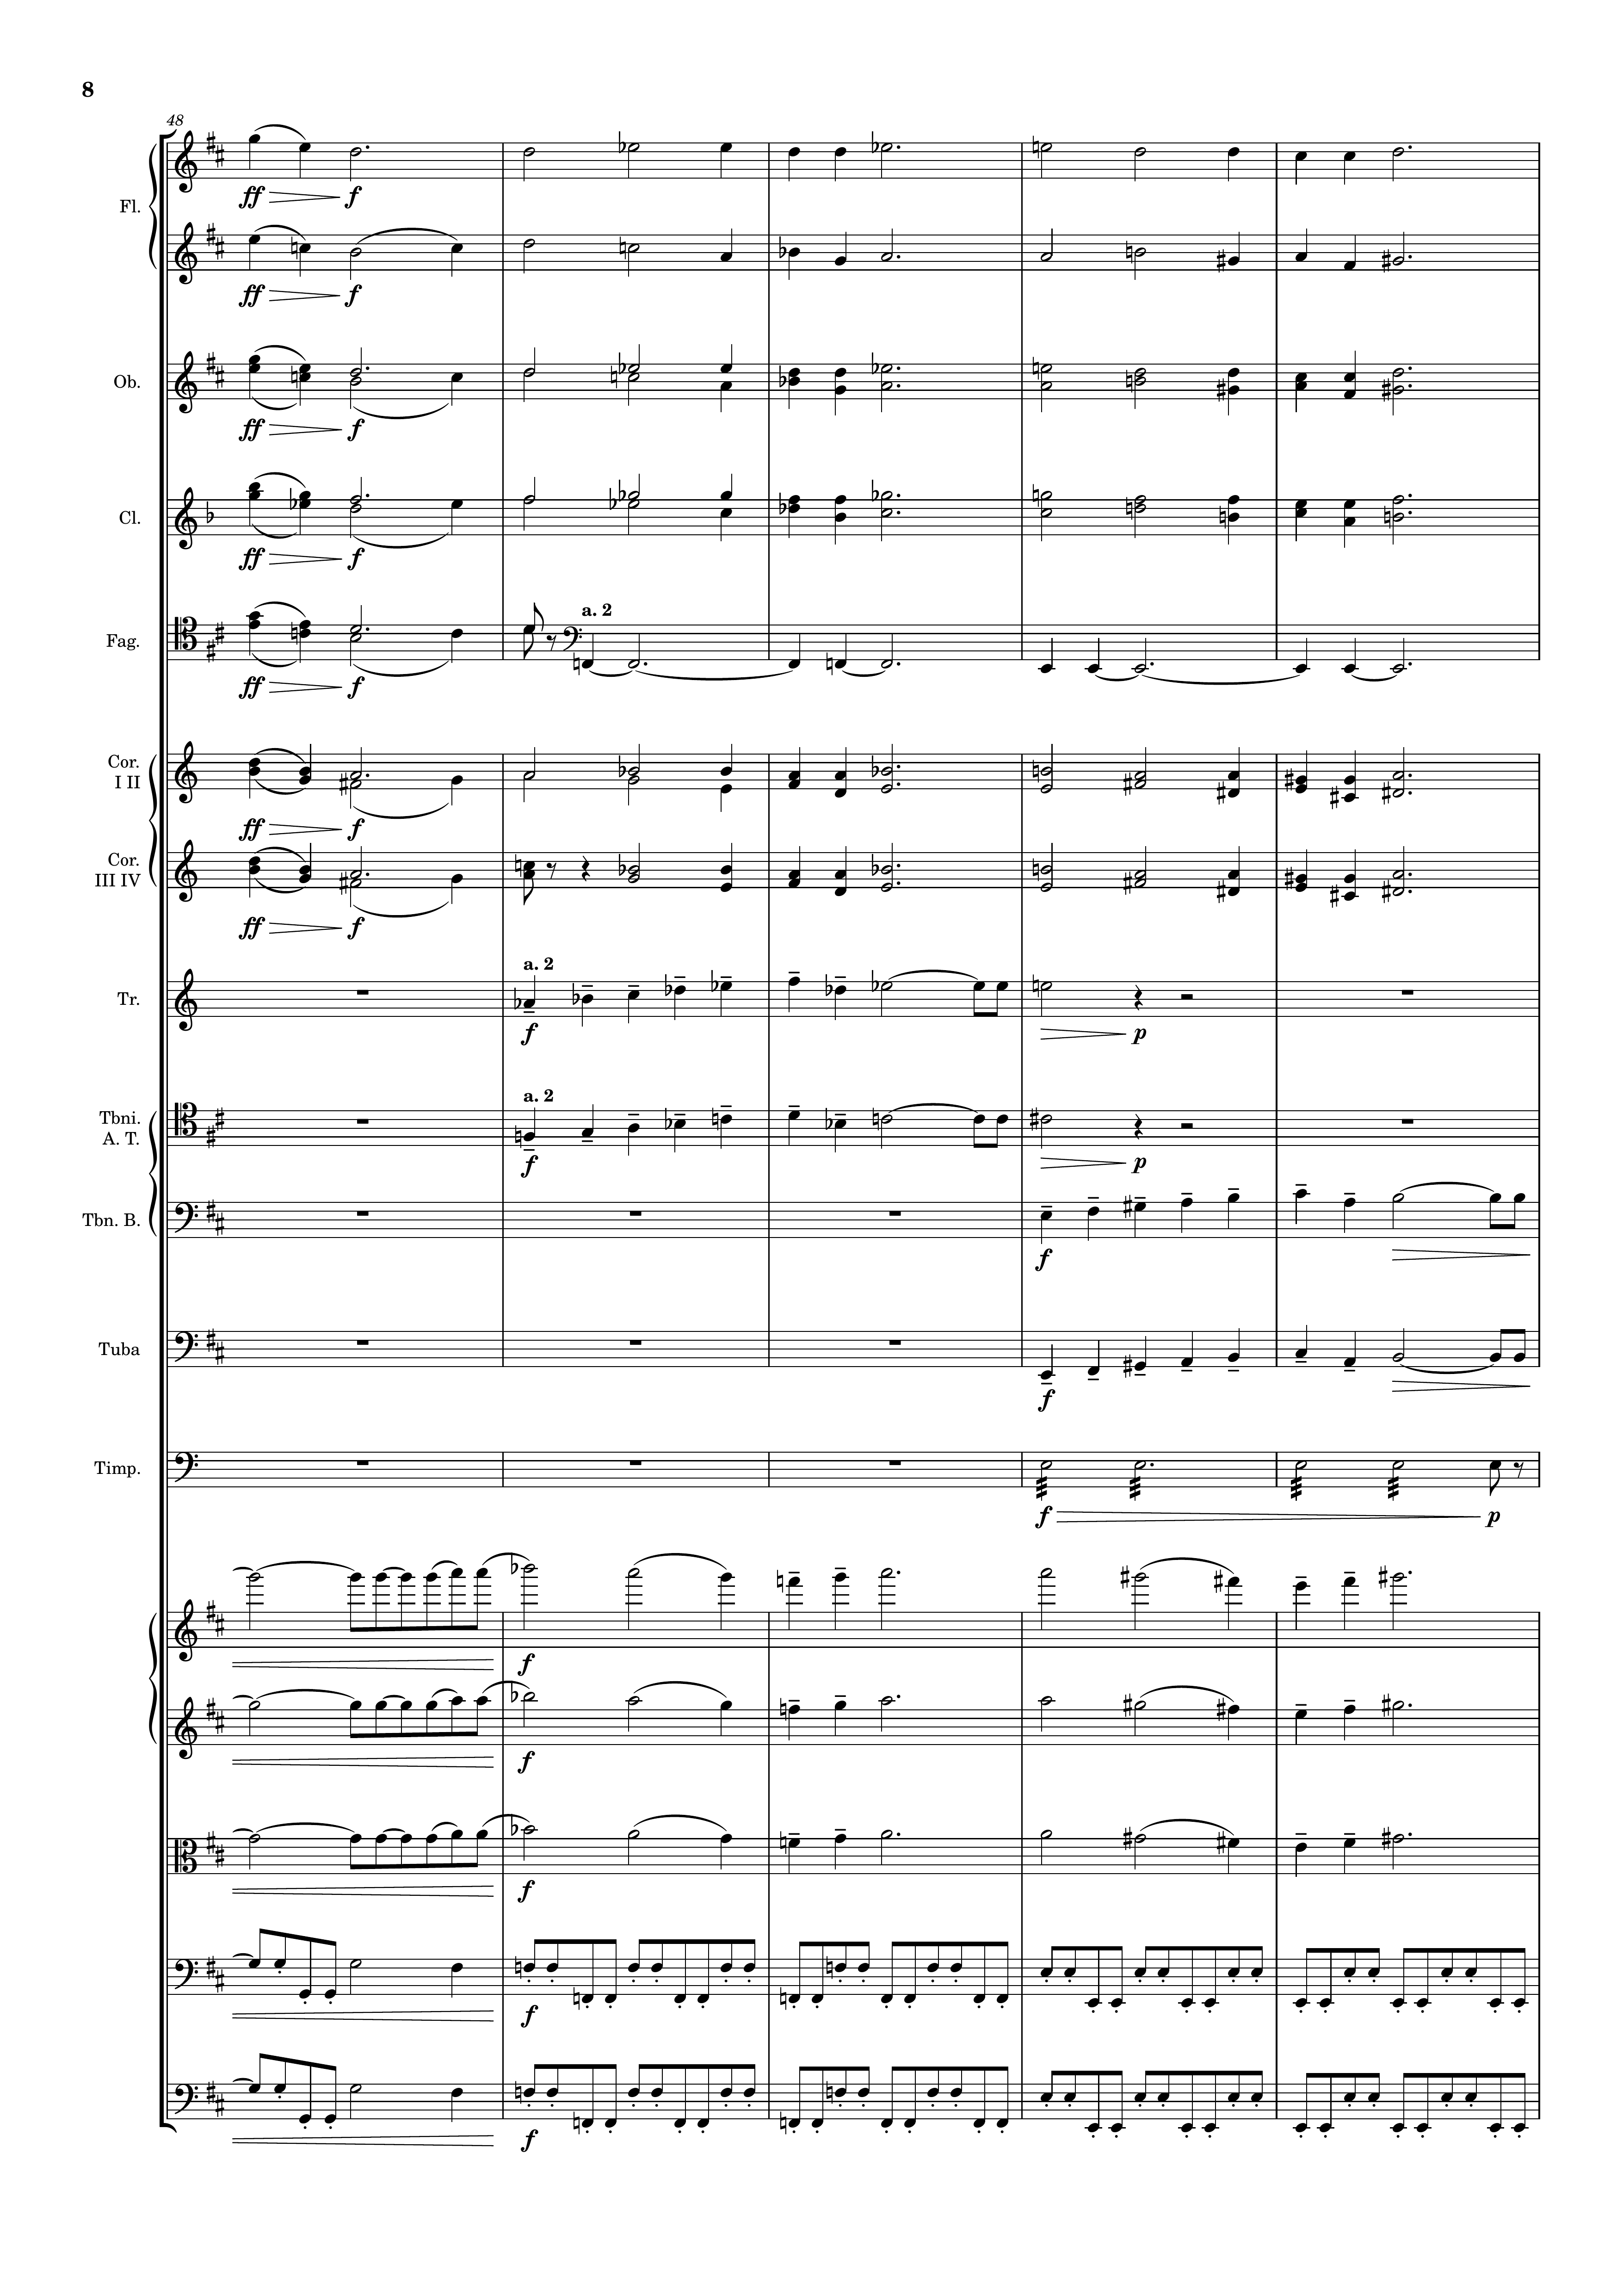 8
48
ff f
Fl.
ff f
Ob.
ff f
Cl.
ff f
a. 2
Fag.
ff f
Cor.
I II
ff f
Cor.
III IV
ff f
a. 2
Tr.
f p
a. 2
Tbni.
A. T.
f p
Tbn. B.
f
Tuba
f
Timp.
f p
f
f
f
f
f